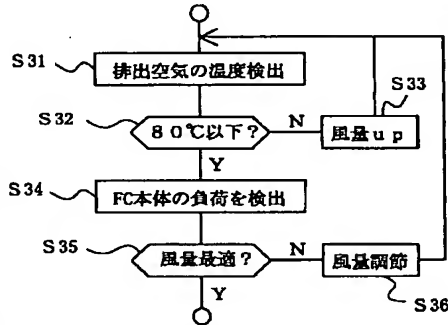 S31
排出空気の温度検出
S32
80℃以下?
N
S33
風量up
Y
S34
FC本体の負荷を検出
S35
風量最適?
N
風量調節
Y
S36